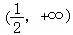 (1/2, +∞)